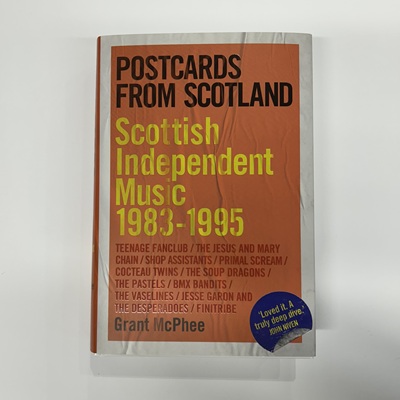 POSTCARDS
FROM SCOTLAND
Scottish
Independent
Music
1983-1995
TEENAGE FANCLUB / THE JESUS AND MARY
CHAIN / SHOP ASSISTANTS / PRIMAL SCREAM /
COCTEAU TWINS / THE SOUP DRAGONS /
THE PASTELS / BMX BANDITS /
THE VASELINES / JESSE GARON AND
THE DESPERADOES / FINITRIBE
Grant McPhee
'Loved it. A
truly deep dive.'
JOHN NIVEN